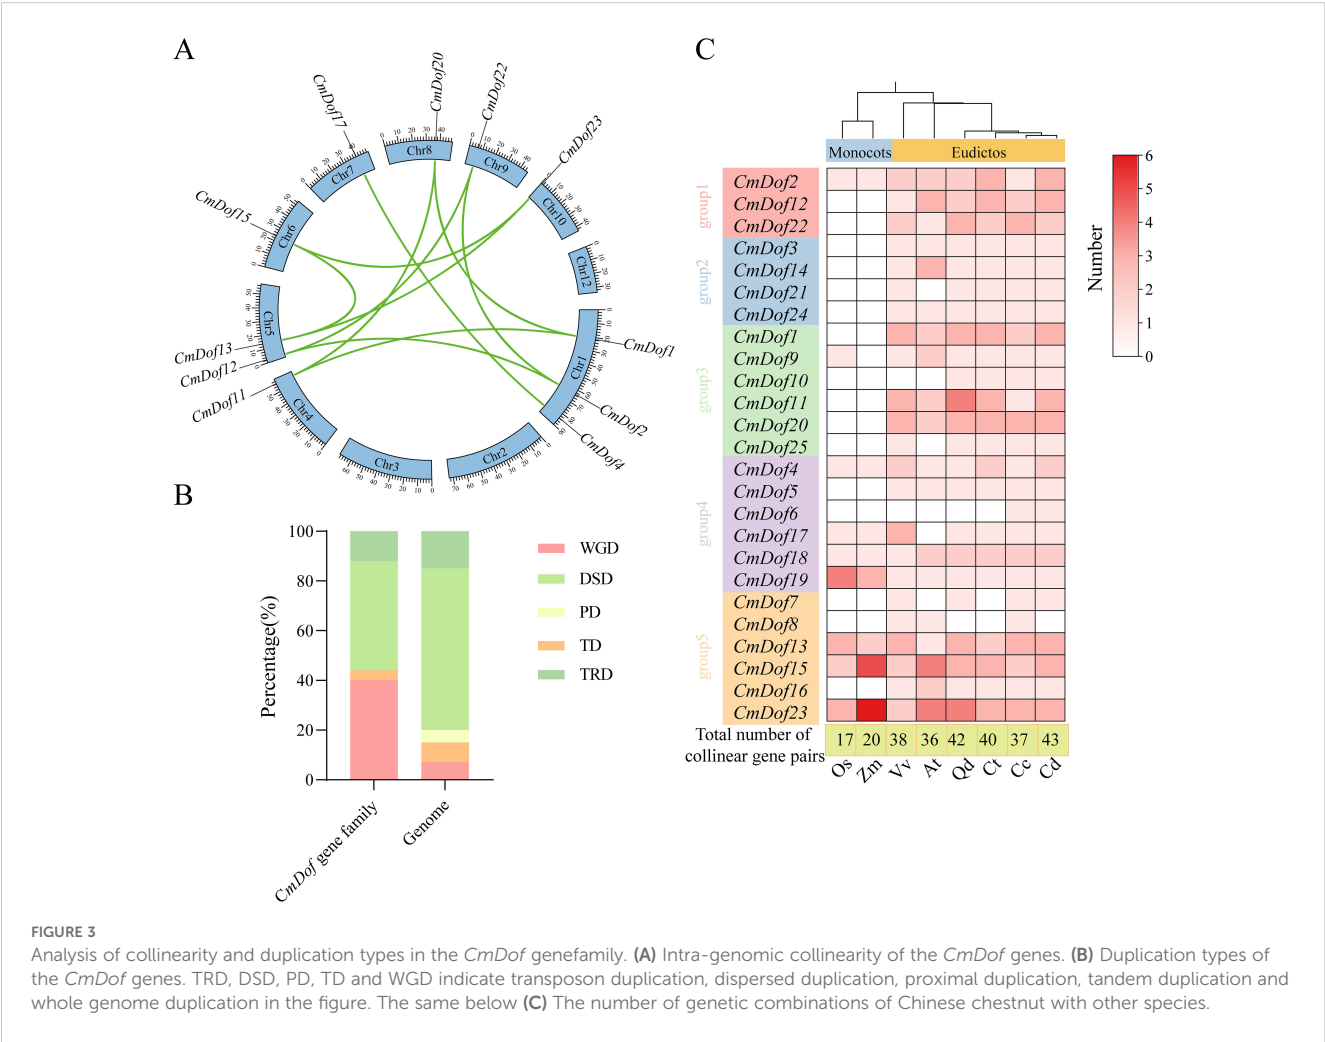 A
C
B
CmDof17
CmDof20
CmDof22
CmDof23
CmDof15
CmDof13
CmDof12
CmDof11
CmDof1
CmDof2
CmDof4
Chr7
Chr8
Chr9
Chr10
Chr12
Chr1
Chr2
Chr3
Chr4
Chr5
Chr6
Monocots
Eudictos
group1
CmDof2
CmDof12
CmDof22
group2
CmDof3
CmDof14
CmDof21
CmDof24
group3
CmDof1
CmDof9
CmDof10
CmDof11
CmDof20
CmDof25
group4
CmDof4
CmDof5
CmDof6
CmDof17
CmDof18
CmDof19
group5
CmDof7
CmDof8
CmDof13
CmDof15
CmDof16
CmDof23
Total number of
collinear gene pairs
17 20 38 36 42 40 37 43
Os Zm Vv At Qd Ct Cc Cd
Number
6
5
4
3
2
1
0
Percentage(%)
100
80
60
40
20
0
CmDof gene family
Genome
WGD
DSD
PD
TD
TRD
FIGURE 3
Analysis of collinearity and duplication types in the CmDof genefamily. (A) Intra-genomic collinearity of the CmDof genes. (B) Duplication types of
the CmDof genes. TRD, DSD, PD, TD and WGD indicate transposon duplication, dispersed duplication, proximal duplication, tandem duplication and
whole genome duplication in the figure. The same below (C) The number of genetic combinations of Chinese chestnut with other species.